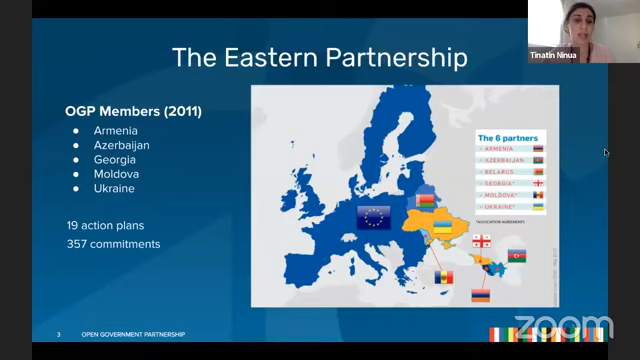 Tinatin Ninua
The Eastern Partnership
OGP Members (2011)
● Armenia
● Azerbaijan
● Georgia
● Moldova
● Ukraine
19 action plans
357 commitments
The 6 partners
ARMENIA
AZERBAIJAN
BELARUS
GEORGIA*
MOLDOVA*
UKRAINE*
*ASSOCIATION AGREEMENTS
3 OPEN GOVERNMENT PARTNERSHIP
zoom